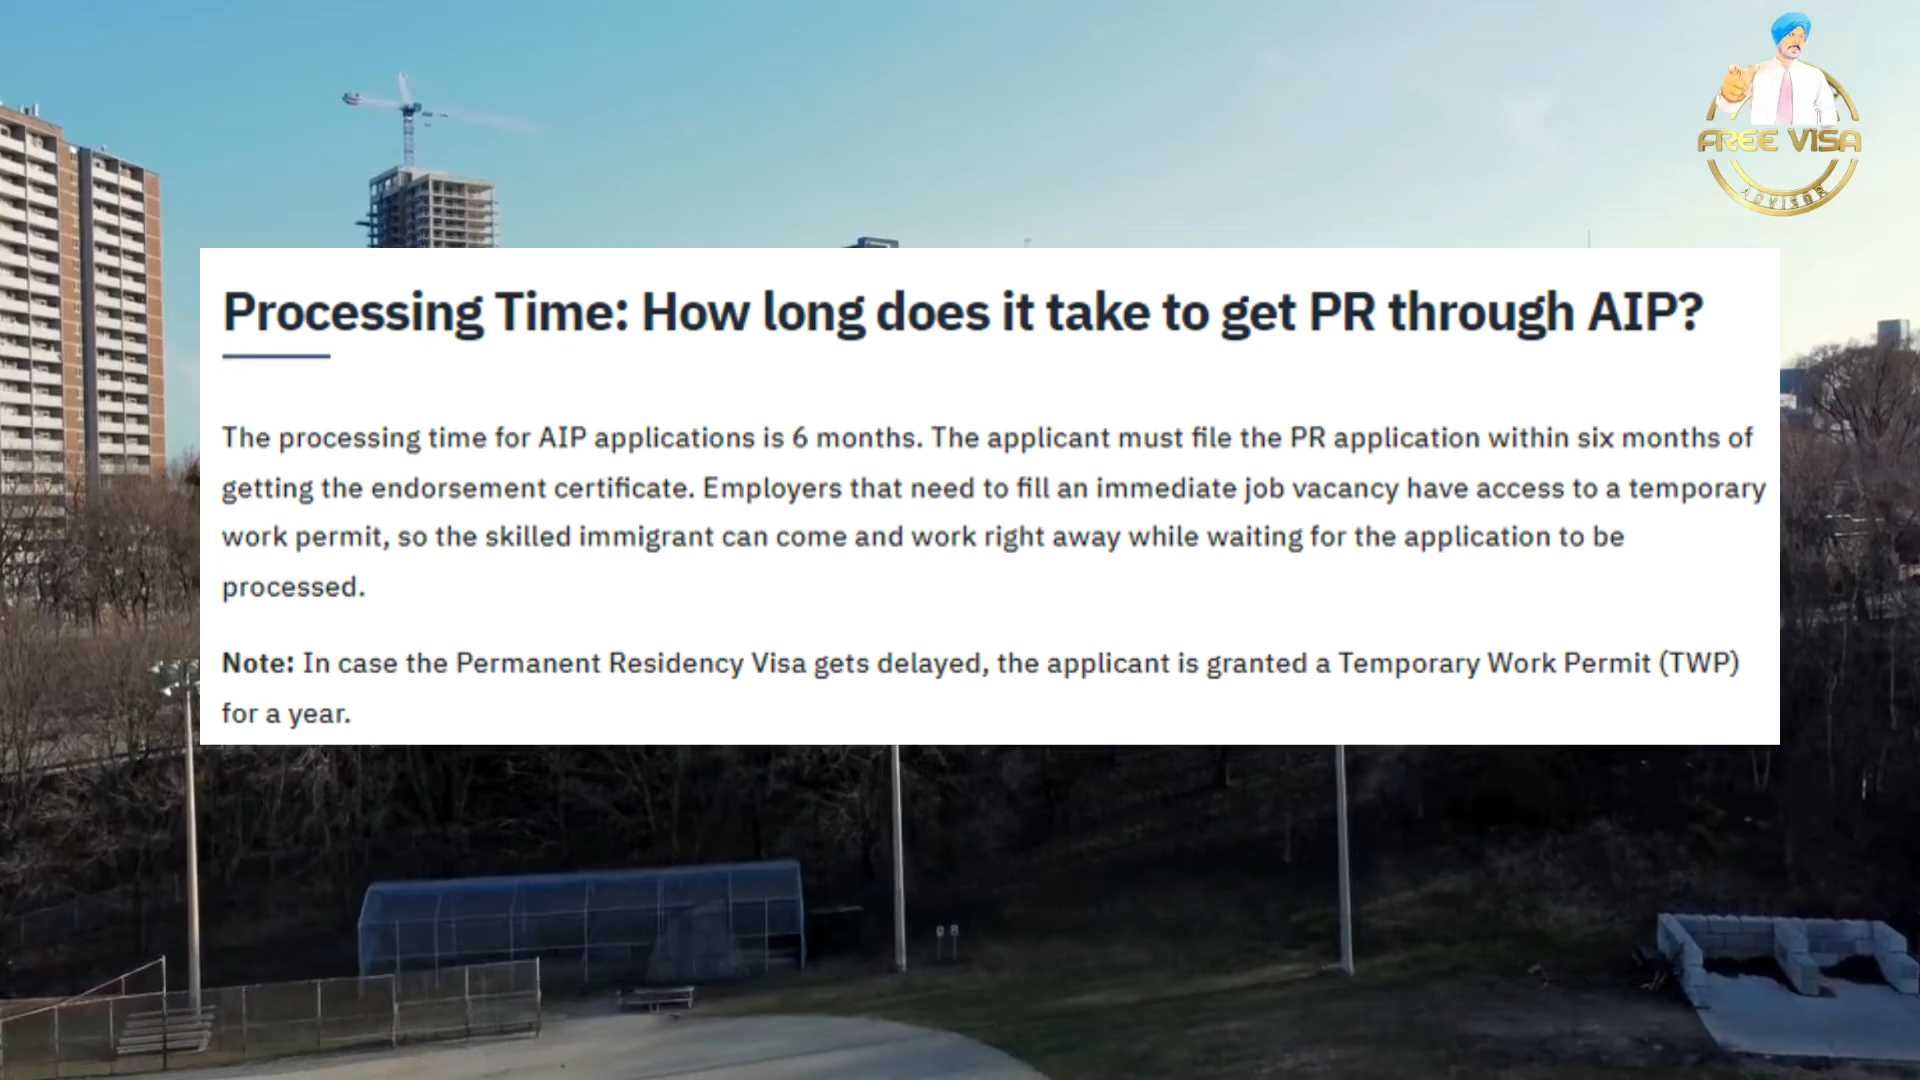 FREE VISA
ADVISOR
Processing Time: How long does it take to get PR through AIP?
The processing time for AIP applications is 6 months. The applicant must file the PR application within six months of
getting the endorsement certificate. Employers that need to fill an immediate job vacancy have access to a temporary
work permit, so the skilled immigrant can come and work right away while waiting for the application to be
processed.
Note: In case the Permanent Residency Visa gets delayed, the applicant is granted a Temporary Work Permit (TWP)
for a year.